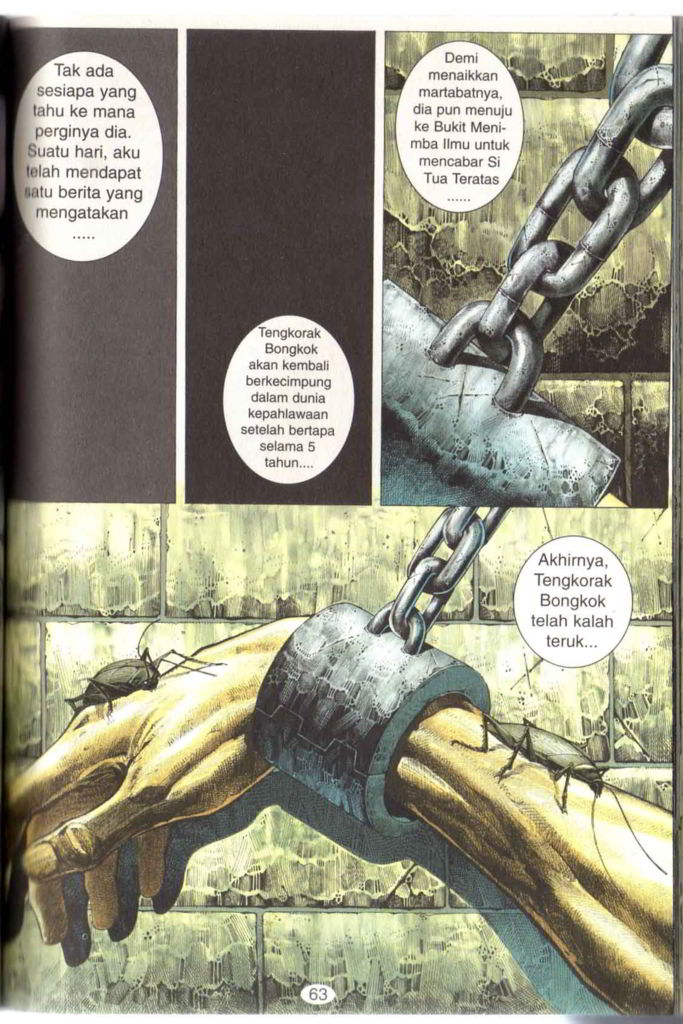 Tak ada
sesiapa yang
tahu ke mana
perginya dia.
Suatu hari, aku
telah mendapat
satu berita yang
mengatakan
.....
Tengkorak
Bongkok
akan kembali
berkecimpung
dalam dunia
kepahlawaan
setelah bertapa
selama 5
tahun....
Demi
menaikkan
martabatnya,
dia pun menuju
ke Bukit Meni-
mba Ilmu untuk
mencabar Si
Tua Teratas
......
Akhirnya,
Tengkorak
Bongkok
telah kalah
teruk...
63